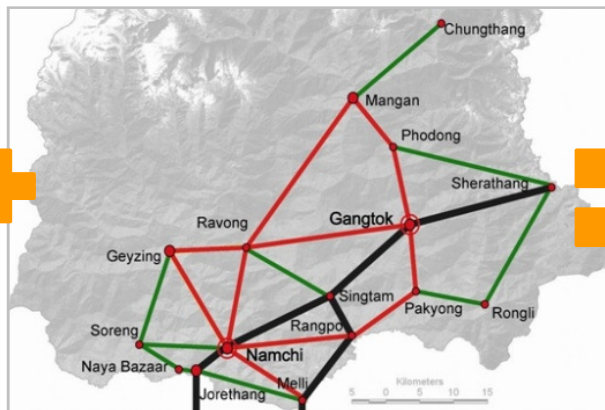 Chungthang
Mangan
Phodong
Sherathang
Gangtok
Ravong
Geyzing
Singtam
Pakyong
Rongli
Rangpo
Soreng
Namchi
Naya Bazaar
Jorethang
Melli
Kilometers
5 0 5 10 15